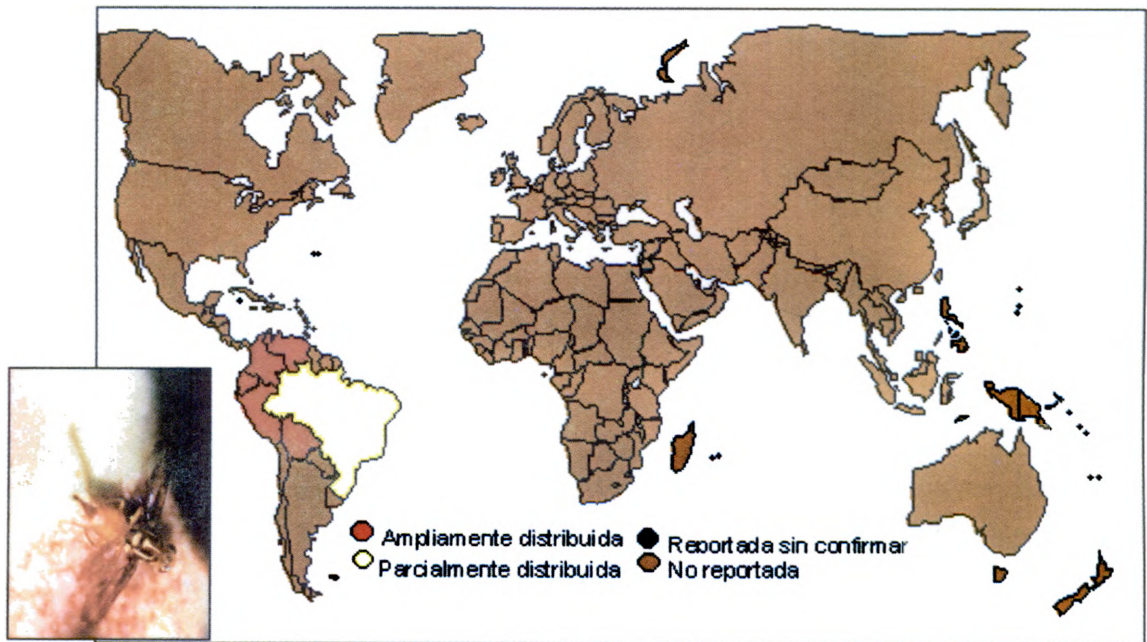 Ampliamente distribuida
Parcialmente distribuida
Reportada sin confirmar
No reportada